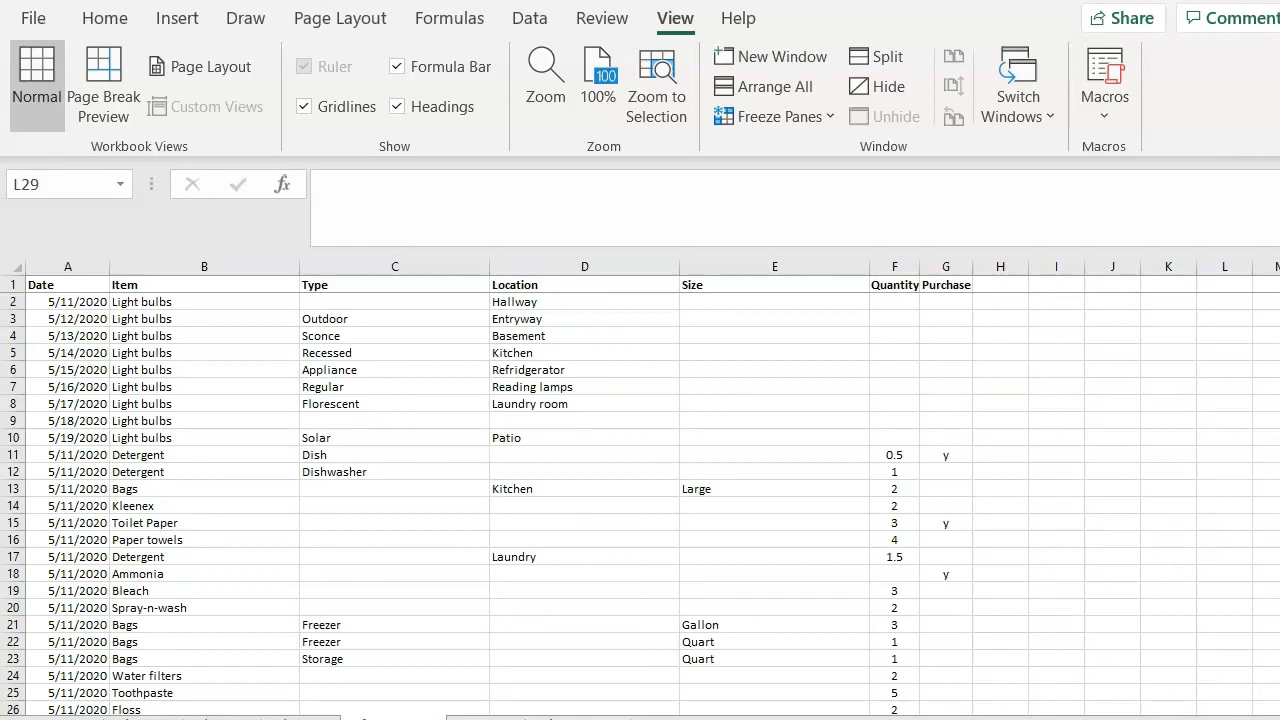 File Home Insert Draw Page Layout Formulas Data Review View Help Share
Normal Page Break Preview Page Layout Custom Views
Workbook Views
Ruler Formula Bar
Gridlines Headings
Show
Zoom 100 100% Zoom to Selection
Zoom
New Window Split
Arrange All Hide
Freeze Panes Unhide
Switch Windows
Window
Macros
Macros
L29 fx
A B C D E F G H I J K L
1 Date Item Type Location Size Quantity Purchase
2 5/11/2020 Light bulbs Hallway
3 5/12/2020 Light bulbs Outdoor Entryway
4 5/13/2020 Light bulbs Sconce Basement
5 5/14/2020 Light bulbs Recessed Kitchen
6 5/15/2020 Light bulbs Appliance Refridgerator
7 5/16/2020 Light bulbs Regular Reading lamps
8 5/17/2020 Light bulbs Florescent Laundry room
9 5/18/2020 Light bulbs
10 5/19/2020 Light bulbs Solar Patio
11 5/11/2020 Detergent Dish 0.5 y
12 5/11/2020 Detergent Dishwasher 1
13 5/11/2020 Bags Kitchen Large 2
14 5/11/2020 Kleenex 2
15 5/11/2020 Toilet Paper 3 y
16 5/11/2020 Paper towels 4
17 5/11/2020 Detergent Laundry 1.5
18 5/11/2020 Ammonia y
19 5/11/2020 Bleach 3
20 5/11/2020 Spray-n-wash 2
21 5/11/2020 Bags Freezer Gallon 3
22 5/11/2020 Bags Freezer Quart 1
23 5/11/2020 Bags Storage Quart 1
24 5/11/2020 Water filters 2
25 5/11/2020 Toothpaste 5
26 5/11/2020 Floss 2